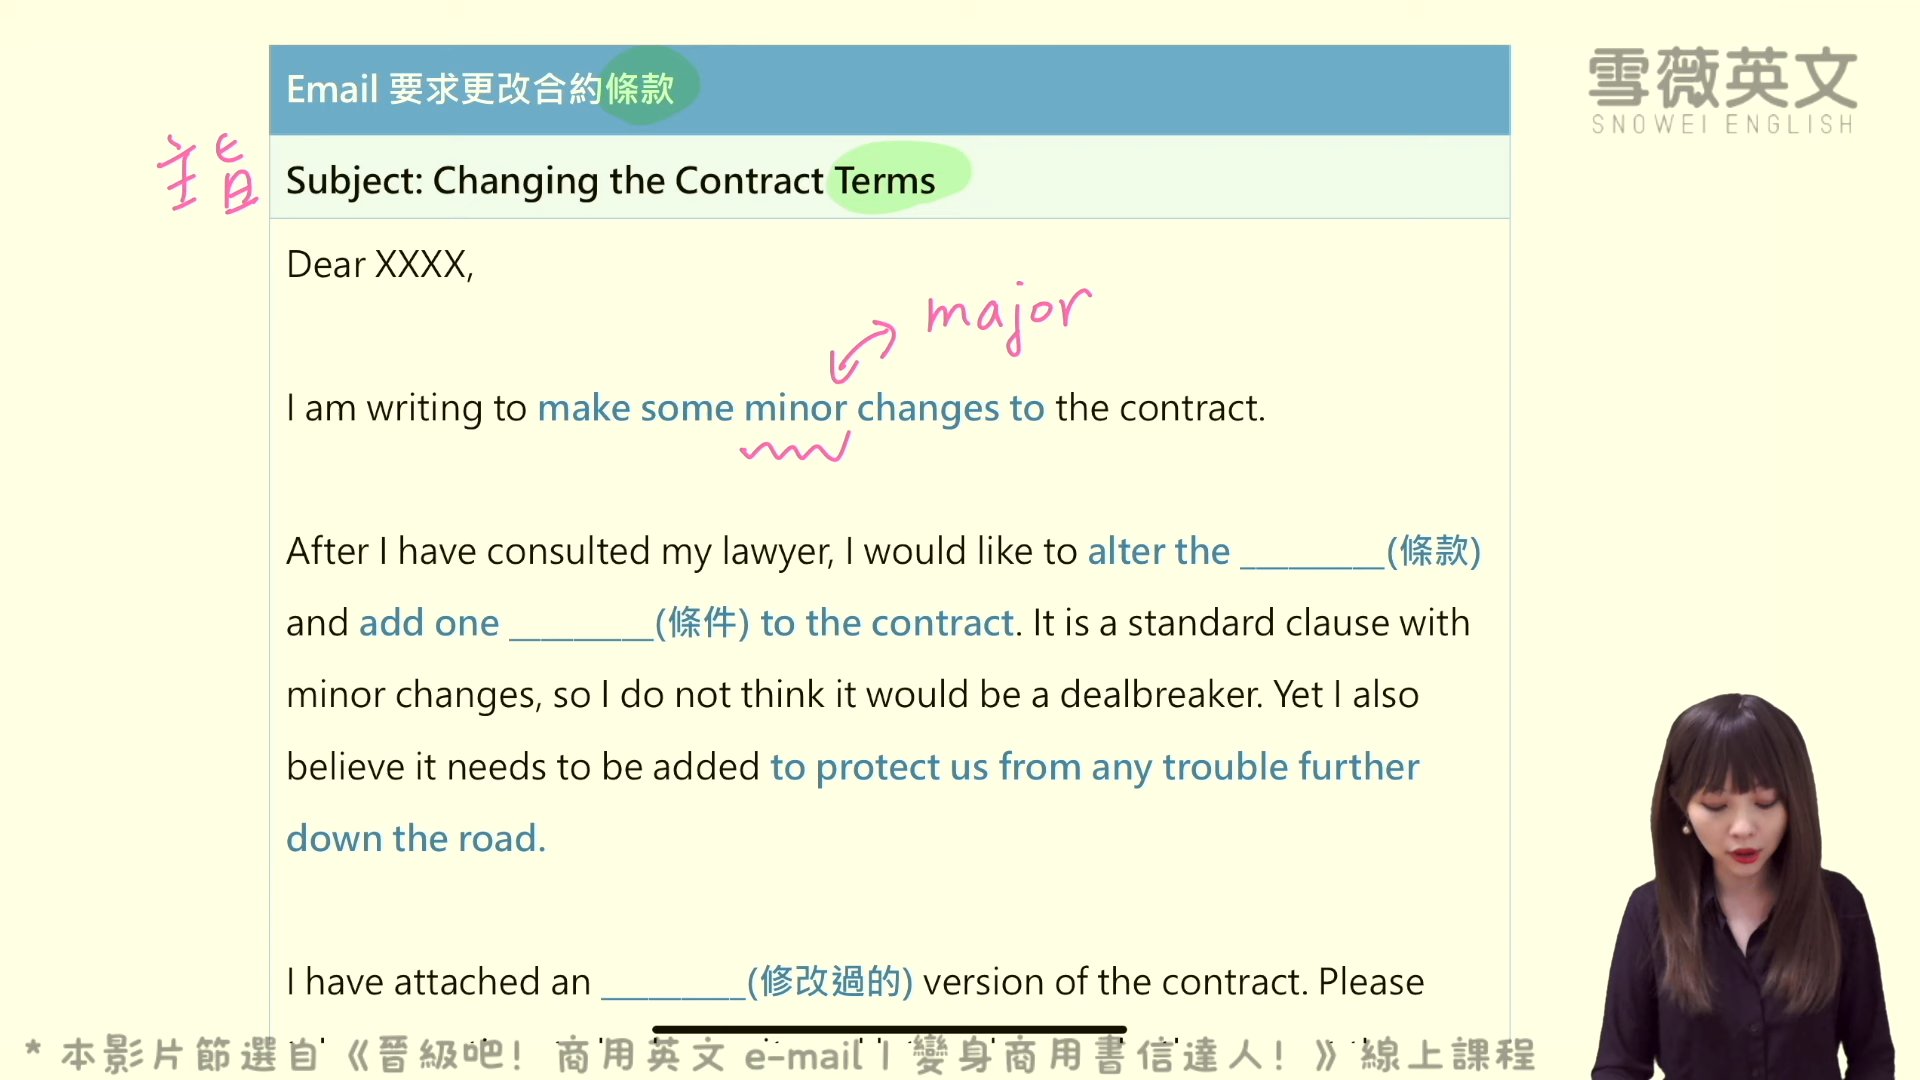 Email 要求更改合約條款
雪薇英文
SNOWEI ENGLISH
主旨
Subject: Changing the Contract Terms
Dear XXXX,
major
I am writing to make some minor changes to the contract.
After I have consulted my lawyer, I would like to alter the _________(條款)
and add one _________(條件) to the contract. It is a standard clause with
minor changes, so I do not think it would be a dealbreaker. Yet I also
believe it needs to be added to protect us from any trouble further
down the road.
I have attached an _________(修改過的) version of the contract. Please
* 本影片節選自《晉級吧！商用英文 e-mail I 變身商用書信達人！》線上課程